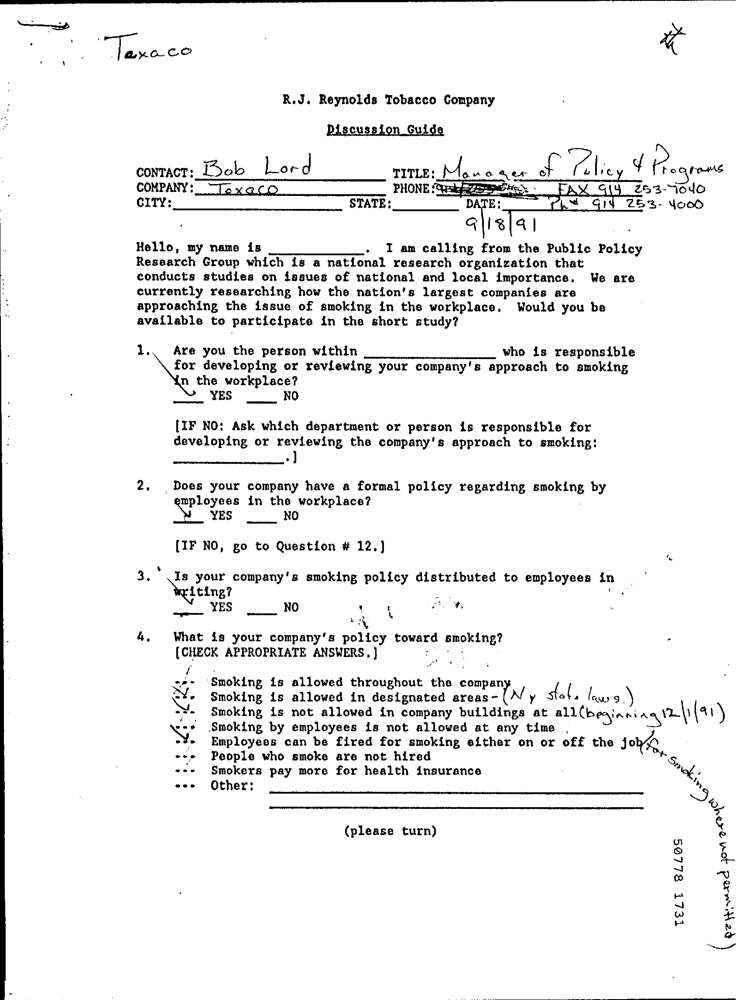 Texaco
R.J. Reynolds Tobacco Company
Discussion Guide
CONTACT: Bob Lord TITLE: Manager of Policy & Programs
COMPANY: Texaco PHONE: FAX 914 253-7040
CITY: STATE: DATE: Ph# 914 253-4000
9/18/91
Hello, my name is ____________. I am calling from the Public Policy
Research Group which is a national research organization that
conducts studies on issues of national and local importance. We are
currently researching how the nation's largest companies are
approaching the issue of smoking in the workplace. Would you be
available to participate in the short study?
1. Are you the person within ________________ who is responsible
for developing or reviewing your company's approach to smoking
in the workplace?
____ YES ____ NO
[IF NO: Ask which department or person is responsible for
developing or reviewing the company's approach to smoking:
______________.]
2. Does your company have a formal policy regarding smoking by
employees in the workplace?
____ YES ____ NO
[IF NO, go to Question # 12.]
3. Is your company's smoking policy distributed to employees in
writing?
____ YES ____ NO
4. What is your company's policy toward smoking?
[CHECK APPROPRIATE ANSWERS.]
--- Smoking is allowed throughout the company
--- Smoking is allowed in designated areas - (Ny state laws.)
--- Smoking is not allowed in company buildings at all (beginning 12/1/91)
--- Smoking by employees is not allowed at any time
--- Employees can be fired for smoking either on or off the job (for smoking where not permitted)
--- People who smoke are not hired
--- Smokers pay more for health insurance
--- Other:
(please turn)
50778 1731